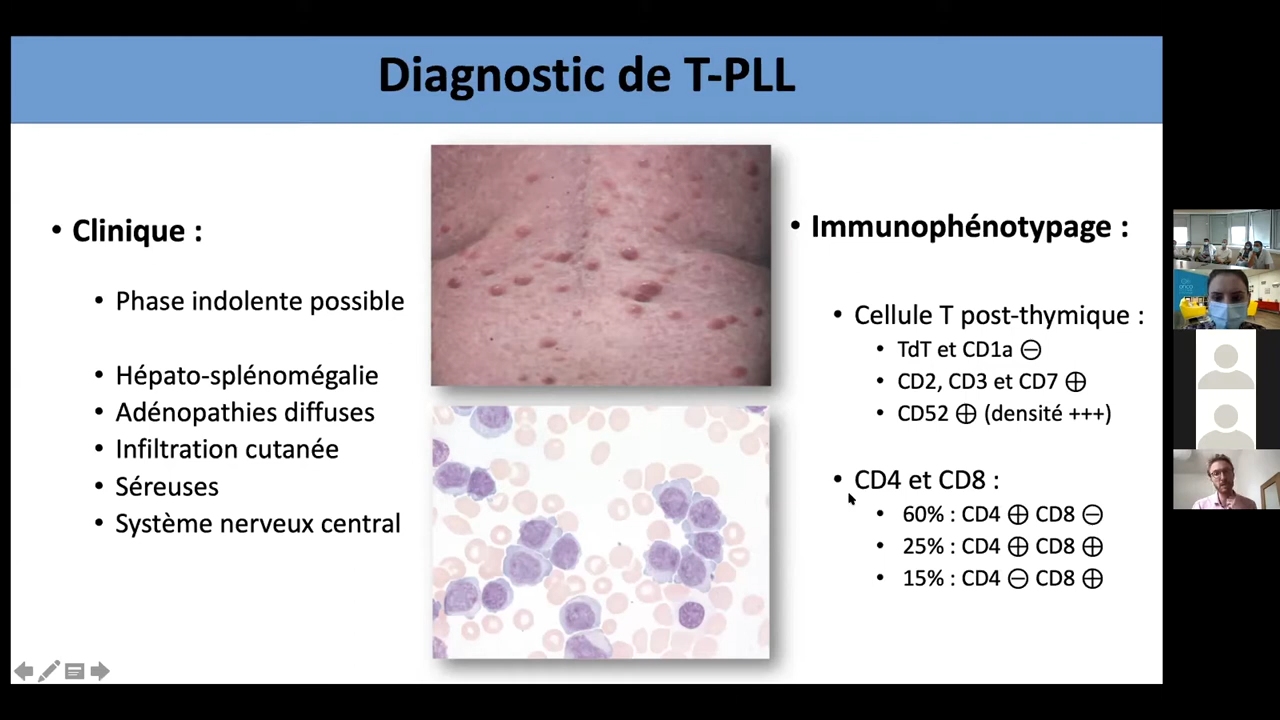 Diagnostic de T-PLL
• Clinique :
• Phase indolente possible
• Hépato-splénomégalie
• Adénopathies diffuses
• Infiltration cutanée
• Séreuses
• Système nerveux central
• Immunophénotypage :
• Cellule T post-thymique :
• TdT et CD1a ⊖
• CD2, CD3 et CD7 ⊕
• CD52 ⊕ (densité +++)
• CD4 et CD8 :
• 60% : CD4 ⊕ CD8 ⊖
• 25% : CD4 ⊕ CD8 ⊕
• 15% : CD4 ⊖ CD8 ⊕